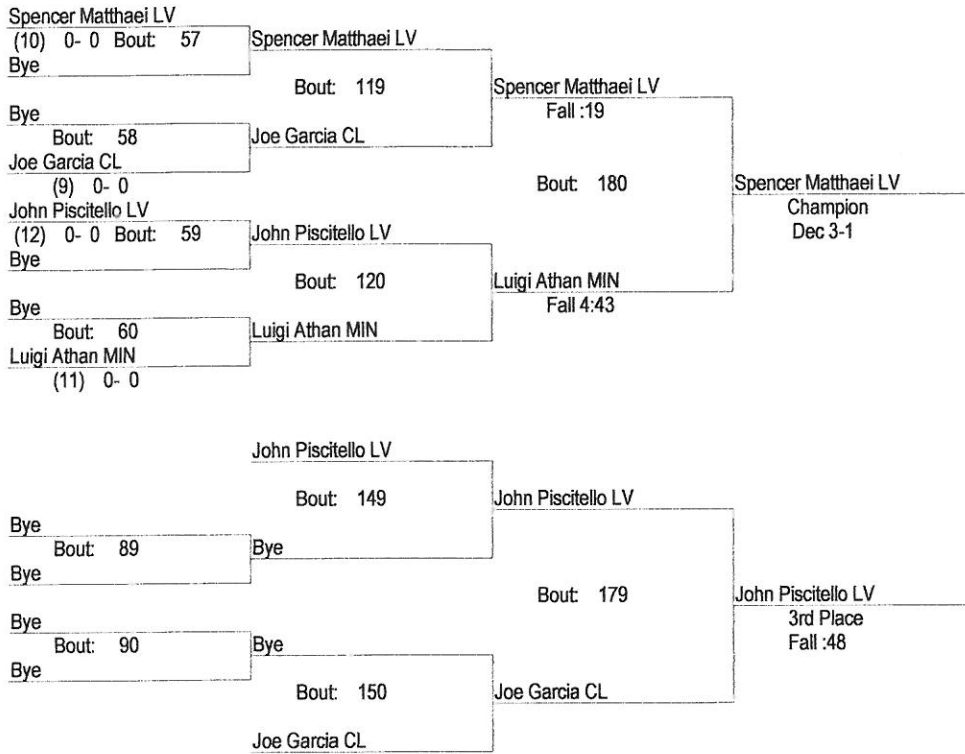 Spencer Matthaei LV
(10) 0- 0 Bout: 57
Bye
Bye
Bout: 58
Joe Garcia CL
(9) 0- 0
John Piscitello LV
(12) 0- 0 Bout: 59
Bye
Bye
Bout: 60
Luigi Athan MIN
(11) 0- 0
Spencer Matthaei LV
Bout: 119
Joe Garcia CL
John Piscitello LV
Bout: 120
Luigi Athan MIN
Spencer Matthaei LV
Fall :19
Bout: 180
Luigi Athan MIN
Fall 4:43
Spencer Matthaei LV
Champion
Dec 3-1
Bye
Bout: 89
Bye
Bye
Bout: 90
Bye
John Piscitello LV
Bout: 149
Bye
Bye
Bout: 150
Joe Garcia CL
John Piscitello LV
Bout: 179
Joe Garcia CL
John Piscitello LV
3rd Place
Fall :48